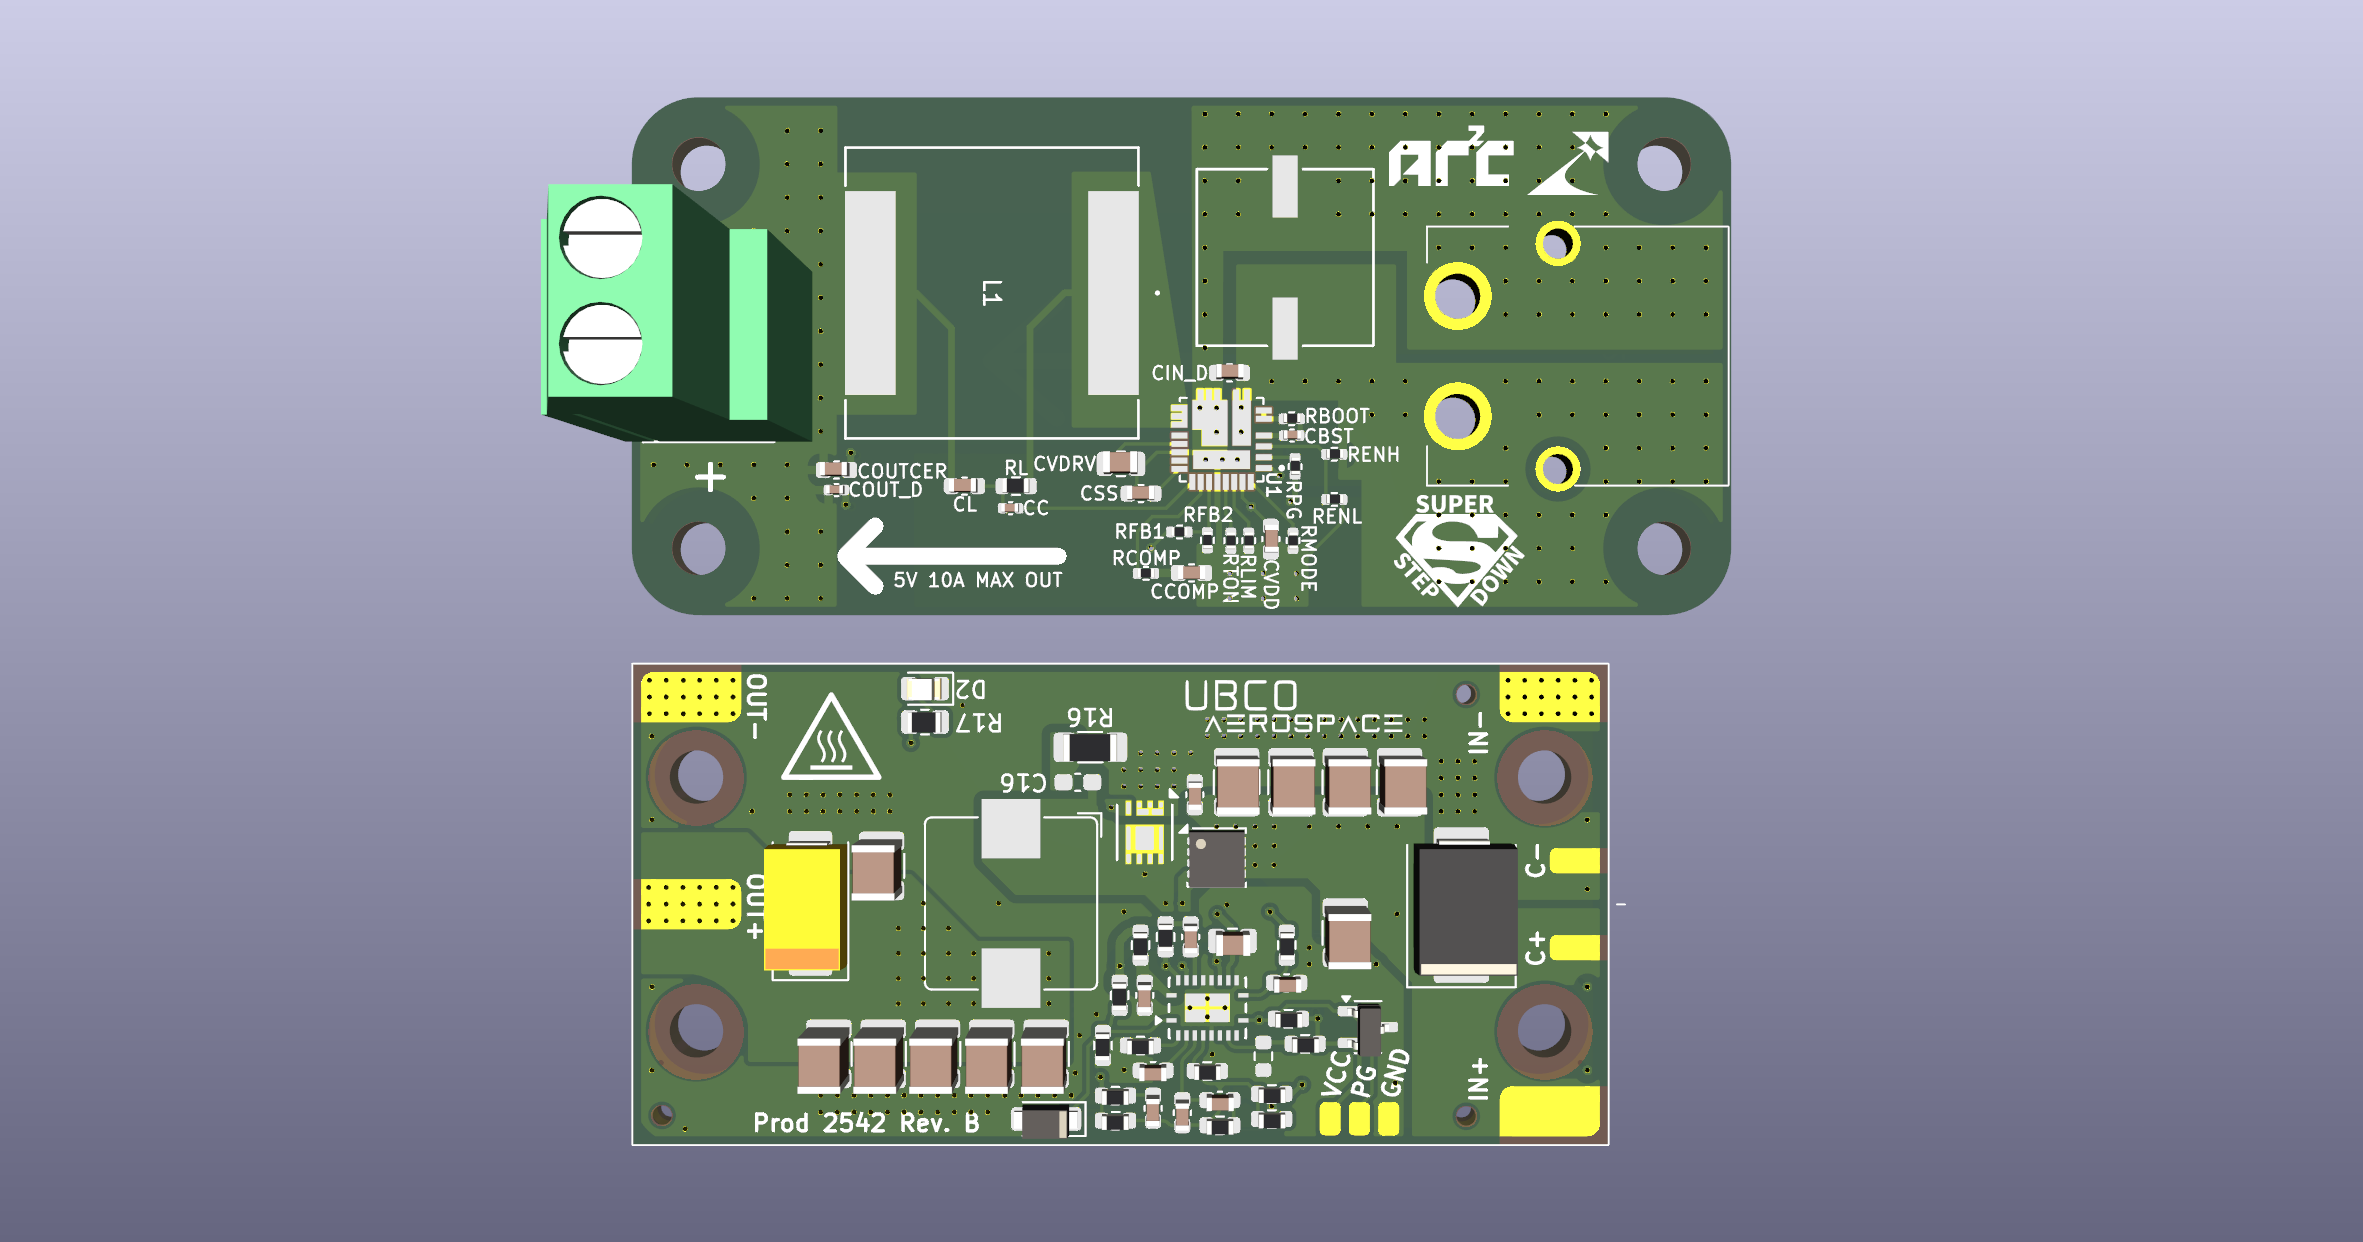 ar²c
L1
CIN_D
RBOOT
CBST
RENH
+
COUTCER
COUT_D
RL
CVDRV
CL
CC
CSS
U1
RPG
RENL
RFB2
RFB1
RCOMP
CCOMP
RTON
RLIM
CVDD
RMODE
5V 10A MAX OUT
SUPER
S
STEP
DOWN
OUT-
D2
R17
R16
C16
UBCO
AEROSPACE
IN-
OUT+
C-
C+
IN+
VCC
PG
GND
Prod 2542 Rev. B